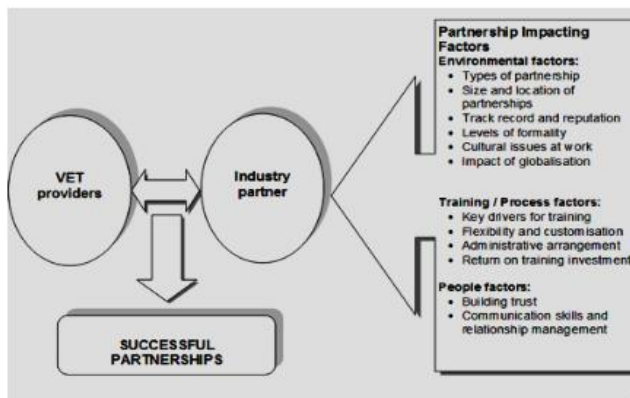 VET
providers
Industry
partner
SUCCESSFUL
PARTNERSHIPS
Partnership Impacting
Factors
Environmental factors:
• Types of partnership
• Size and location of
partnerships
• Track record and reputation
• Levels of formality
• Cultural issues at work
• Impact of globalisation
Training / Process factors:
• Key drivers for training
• Flexibility and customisation
• Administrative arrangement
• Return on training investment
People factors:
• Building trust
• Communication skills and
relationship management